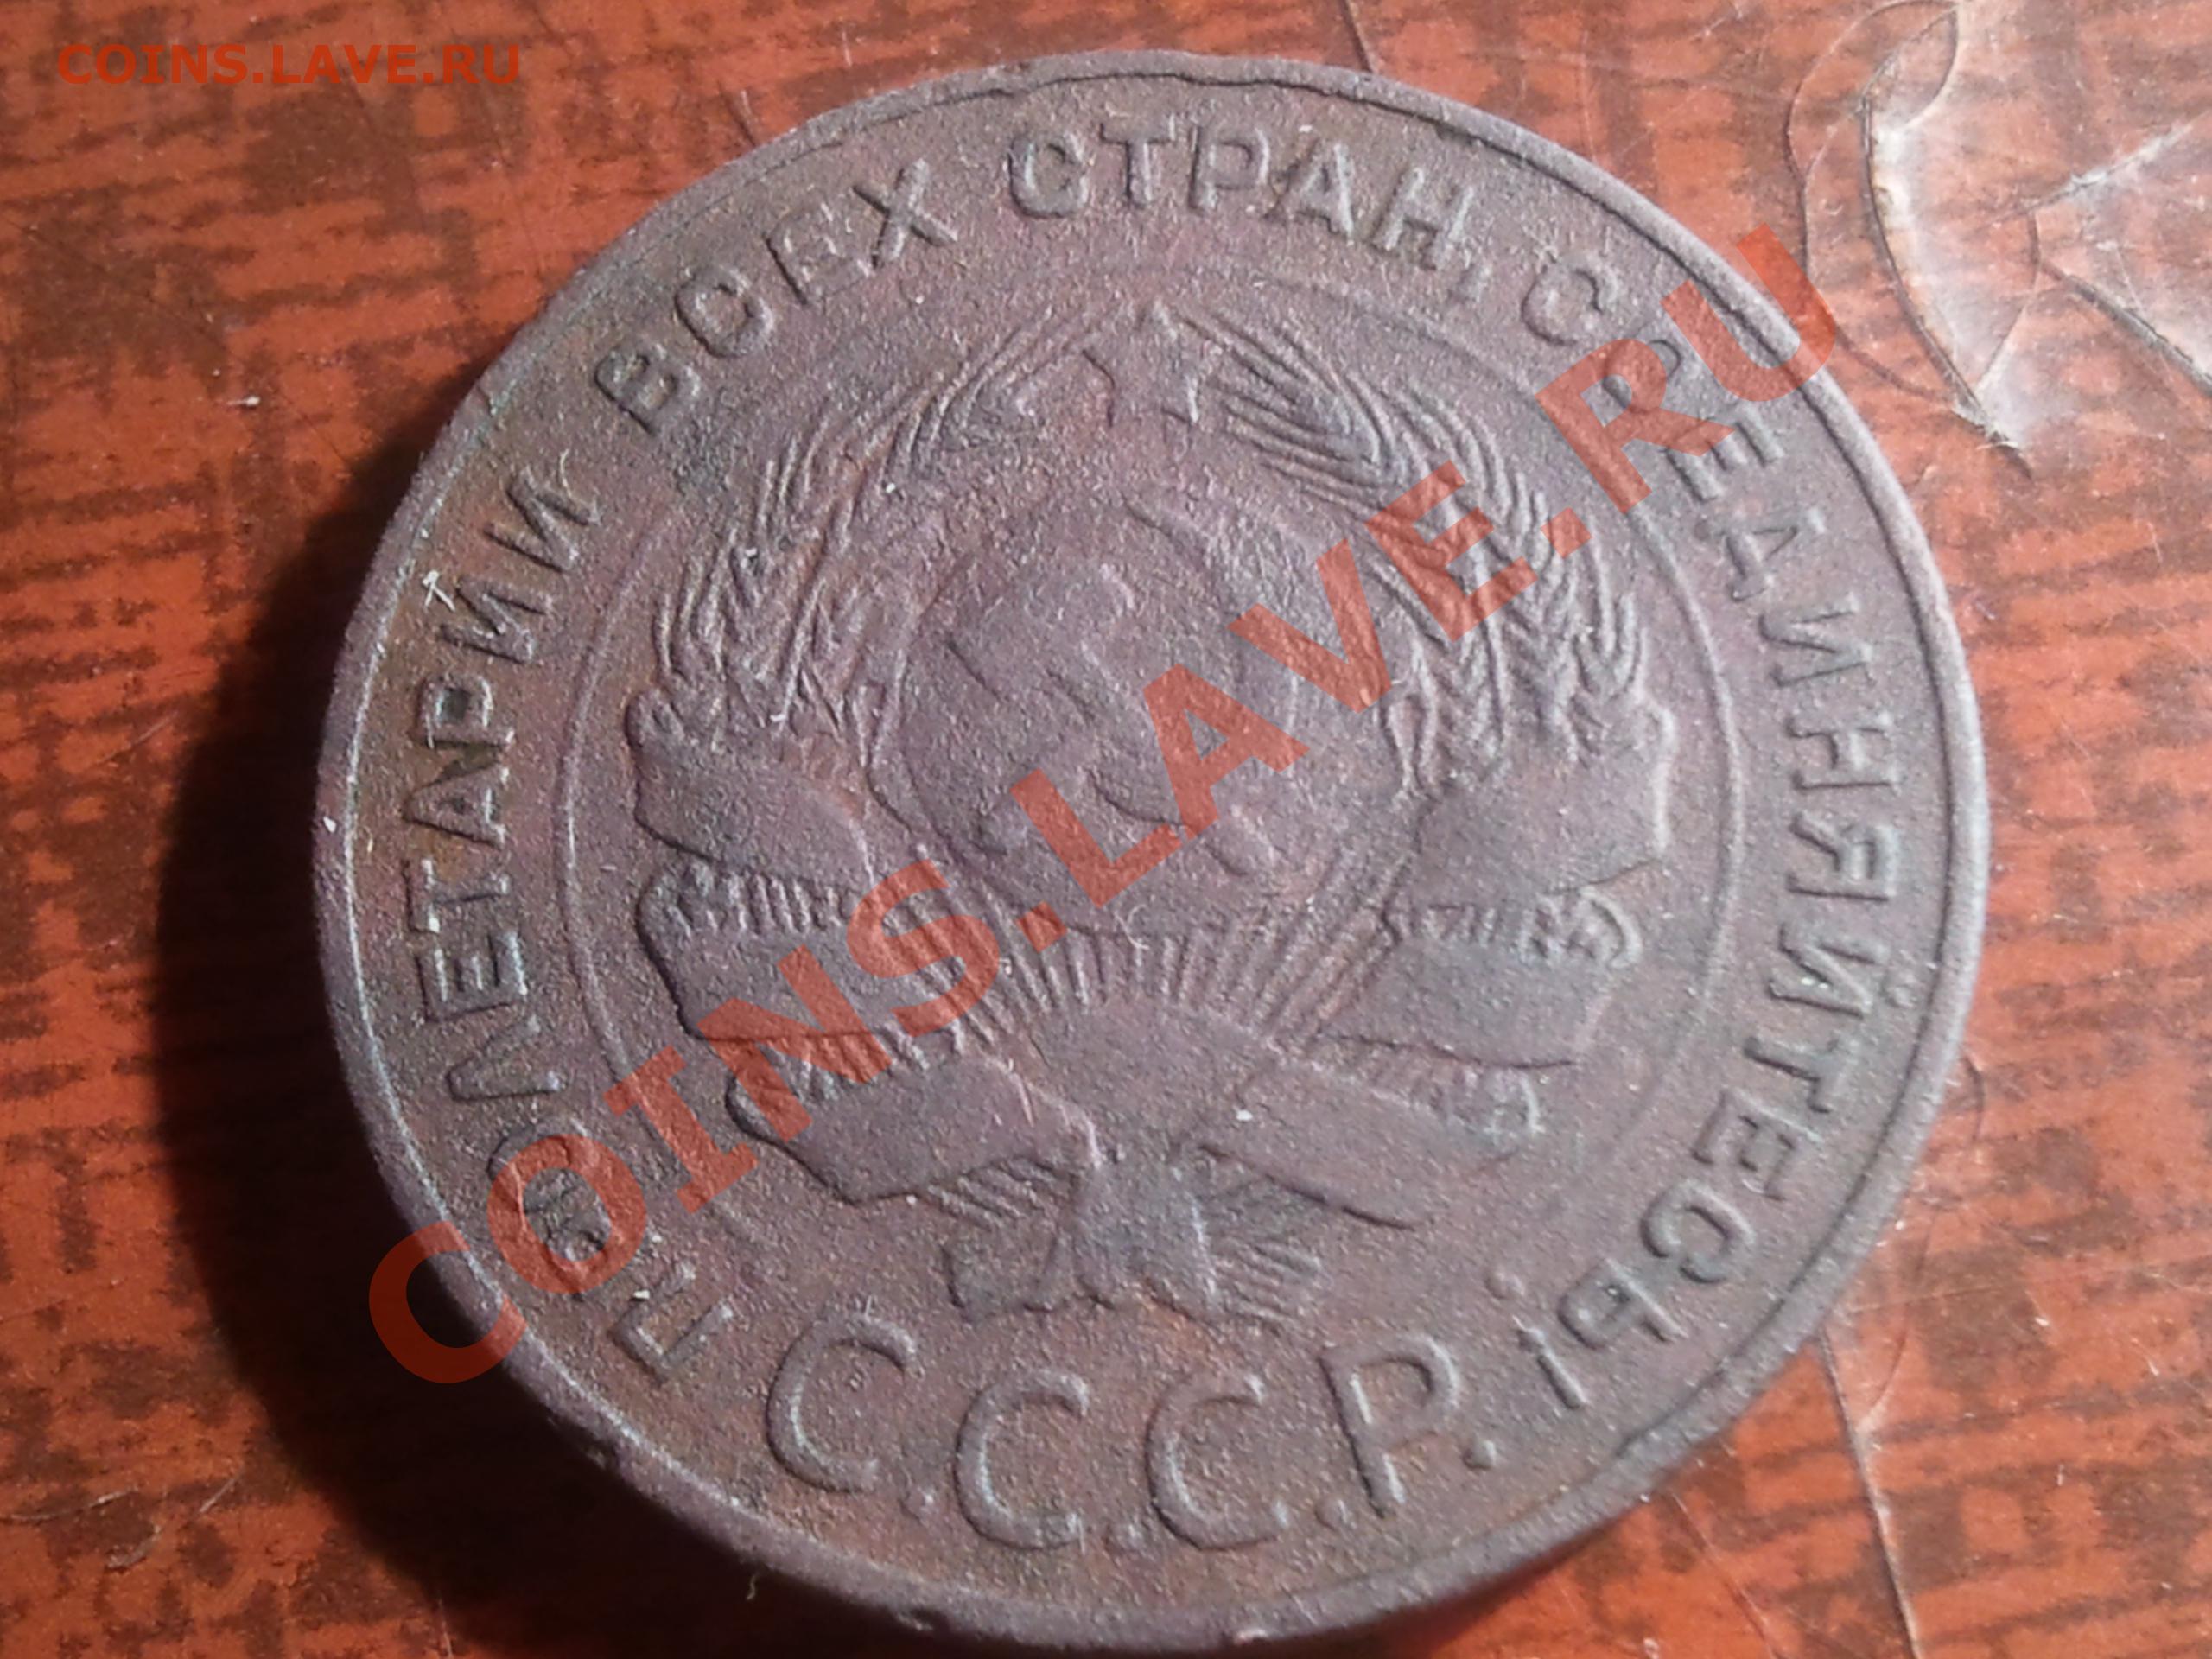 COINS.LAVE.RU
ПРОЛЕТАРИИ ВСЕХ СТРАН, СОЕДИНЯЙТЕСЬ!
С.С.С.Р.
COINS.LAVE.RU